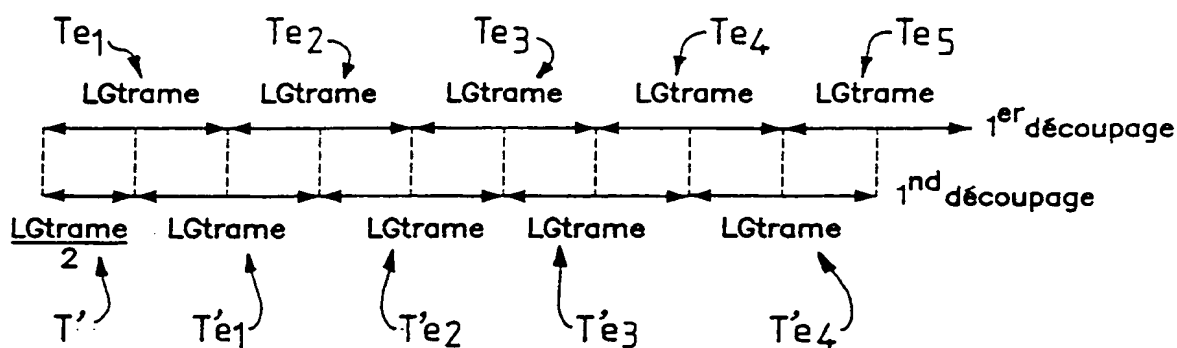 Te1 Te2 Te3 Te4 Te5
LGtrame LGtrame LGtrame LGtrame LGtrame
1er découpage
1nd découpage
LGtrame/2 LGtrame LGtrame LGtrame LGtrame
T' T'e1 T'e2 T'e3 T'e4